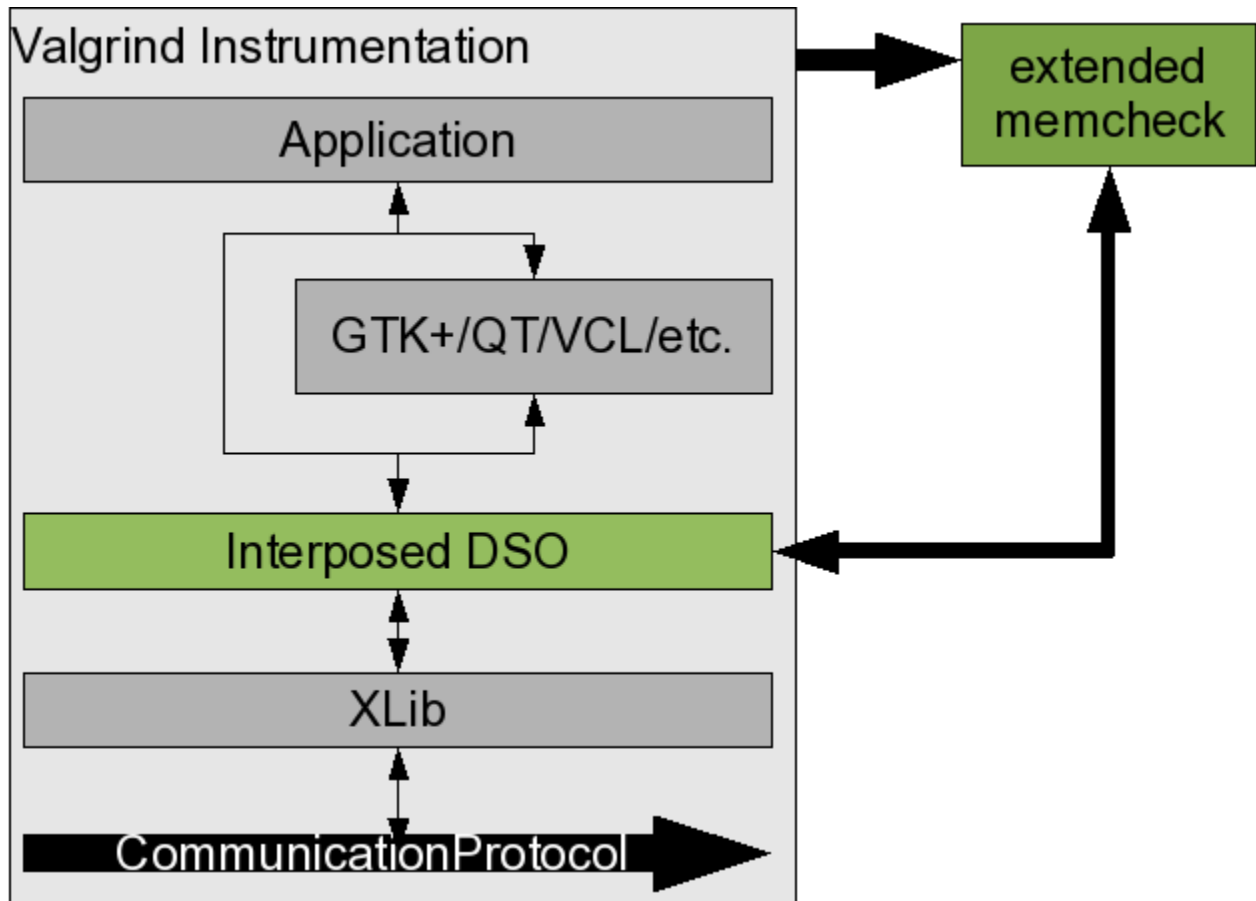 Valgrind Instrumentation
extended
memcheck
Application
GTK+/QT/VCL/etc.
Interposed DSO
XLib
CommunicationProtocol